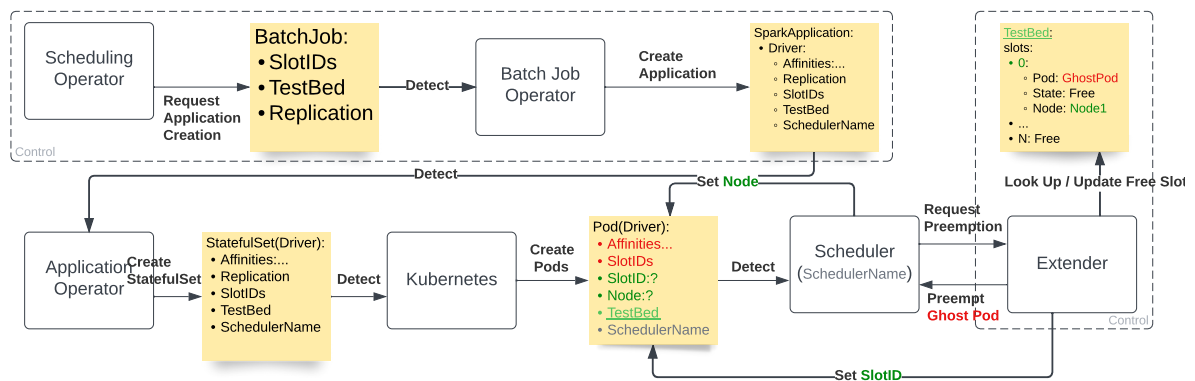 Scheduling
Operator
Request
Application
Creation
BatchJob:
• SlotIDs
• TestBed
• Replication
Detect
Batch Job
Operator
Create
Application
SparkApplication:
• Driver:
◦ Affinities:...
◦ Replication
◦ SlotIDs
◦ TestBed
◦ SchedulerName
Control
TestBed:
slots:
• 0:
◦ Pod: GhostPod
◦ State: Free
◦ Node: Node1
• ...
• N: Free
Detect
Set Node
Look Up / Update Free Slot
Application
Operator
Create
StatefulSet
StatefulSet(Driver):
• Affinities:...
• Replication
• SlotIDs
• TestBed
• SchedulerName
Detect
Kubernetes
Create
Pods
Pod(Driver):
• Affinities...
• SlotIDs
• SlotID:?
• Node:?
• TestBed
• SchedulerName
Detect
Scheduler
(SchedulerName)
Request
Preemption
Preempt
Ghost Pod
Extender
Control
Set SlotID